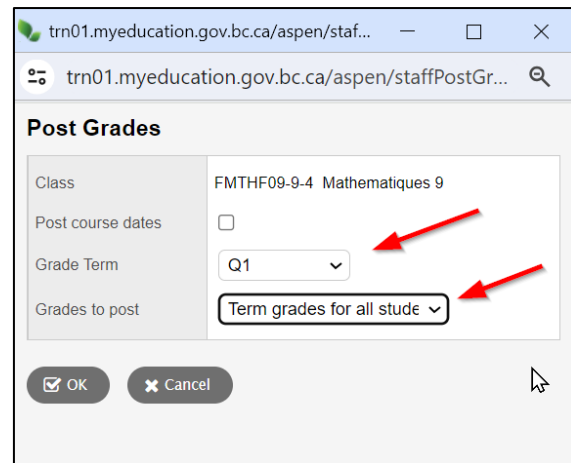 trn01.myeducation.gov.bc.ca/aspen/staf...
trn01.myeducation.gov.bc.ca/aspen/staffPostGr...
Post Grades
Class FMTHF09-9-4 Mathematiques 9
Post course dates
Grade Term Q1
Grades to post Term grades for all stude
OK Cancel